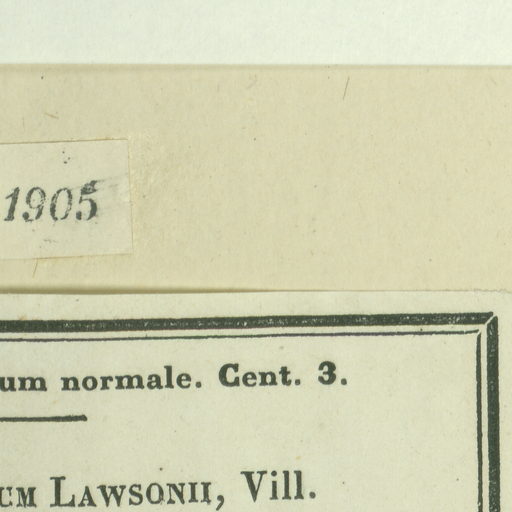 1905
um normale. Cent. 3.
UM LAWSONII, Vill.